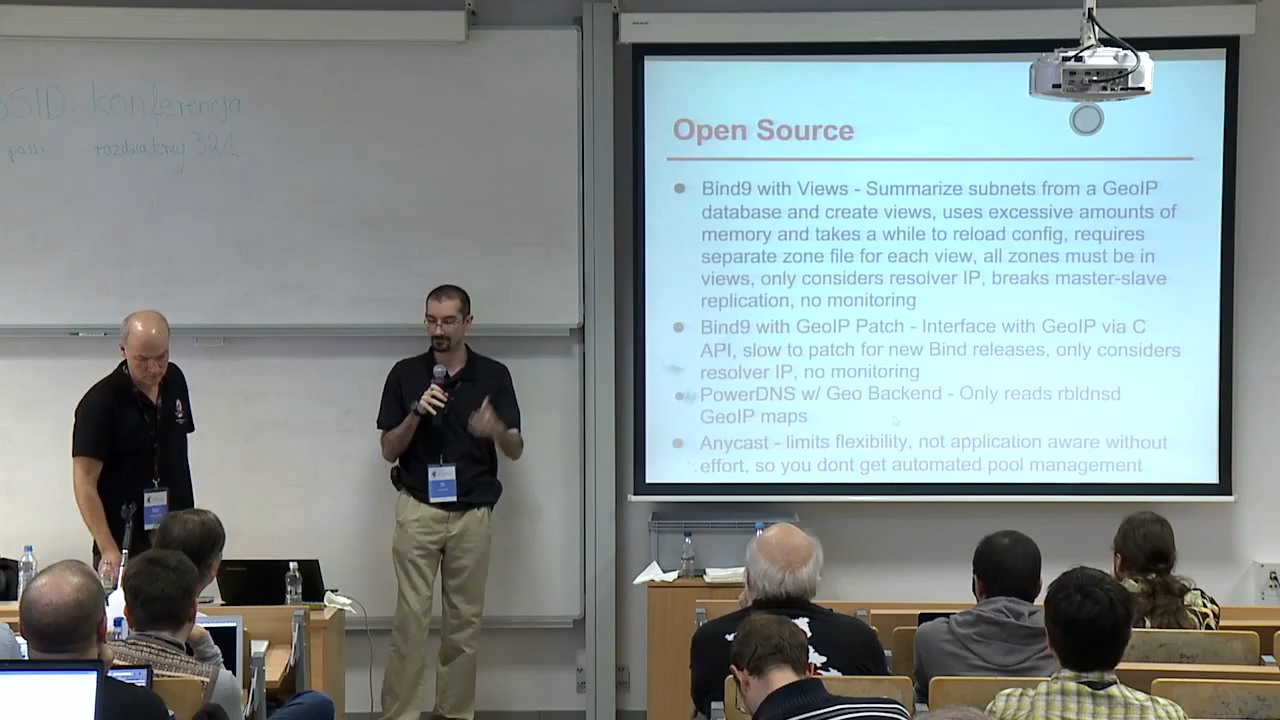 SID - konferencja
pass: razdwatrzy 321
Open Source
Bind9 with Views - Summarize subnets from a GeoIP
database and create views, uses excessive amounts of
memory and takes a while to reload config, requires
separate zone file for each view, all zones must be in
views, only considers resolver IP, breaks master-slave
replication, no monitoring
Bind9 with GeoIP Patch - Interface with GeoIP via C
API, slow to patch for new Bind releases, only considers
resolver IP, no monitoring
PowerDNS w/ Geo Backend - Only reads rbldnsd
GeoIP maps
Anycast - limits flexibility, not application aware without
effort, so you dont get automated pool management